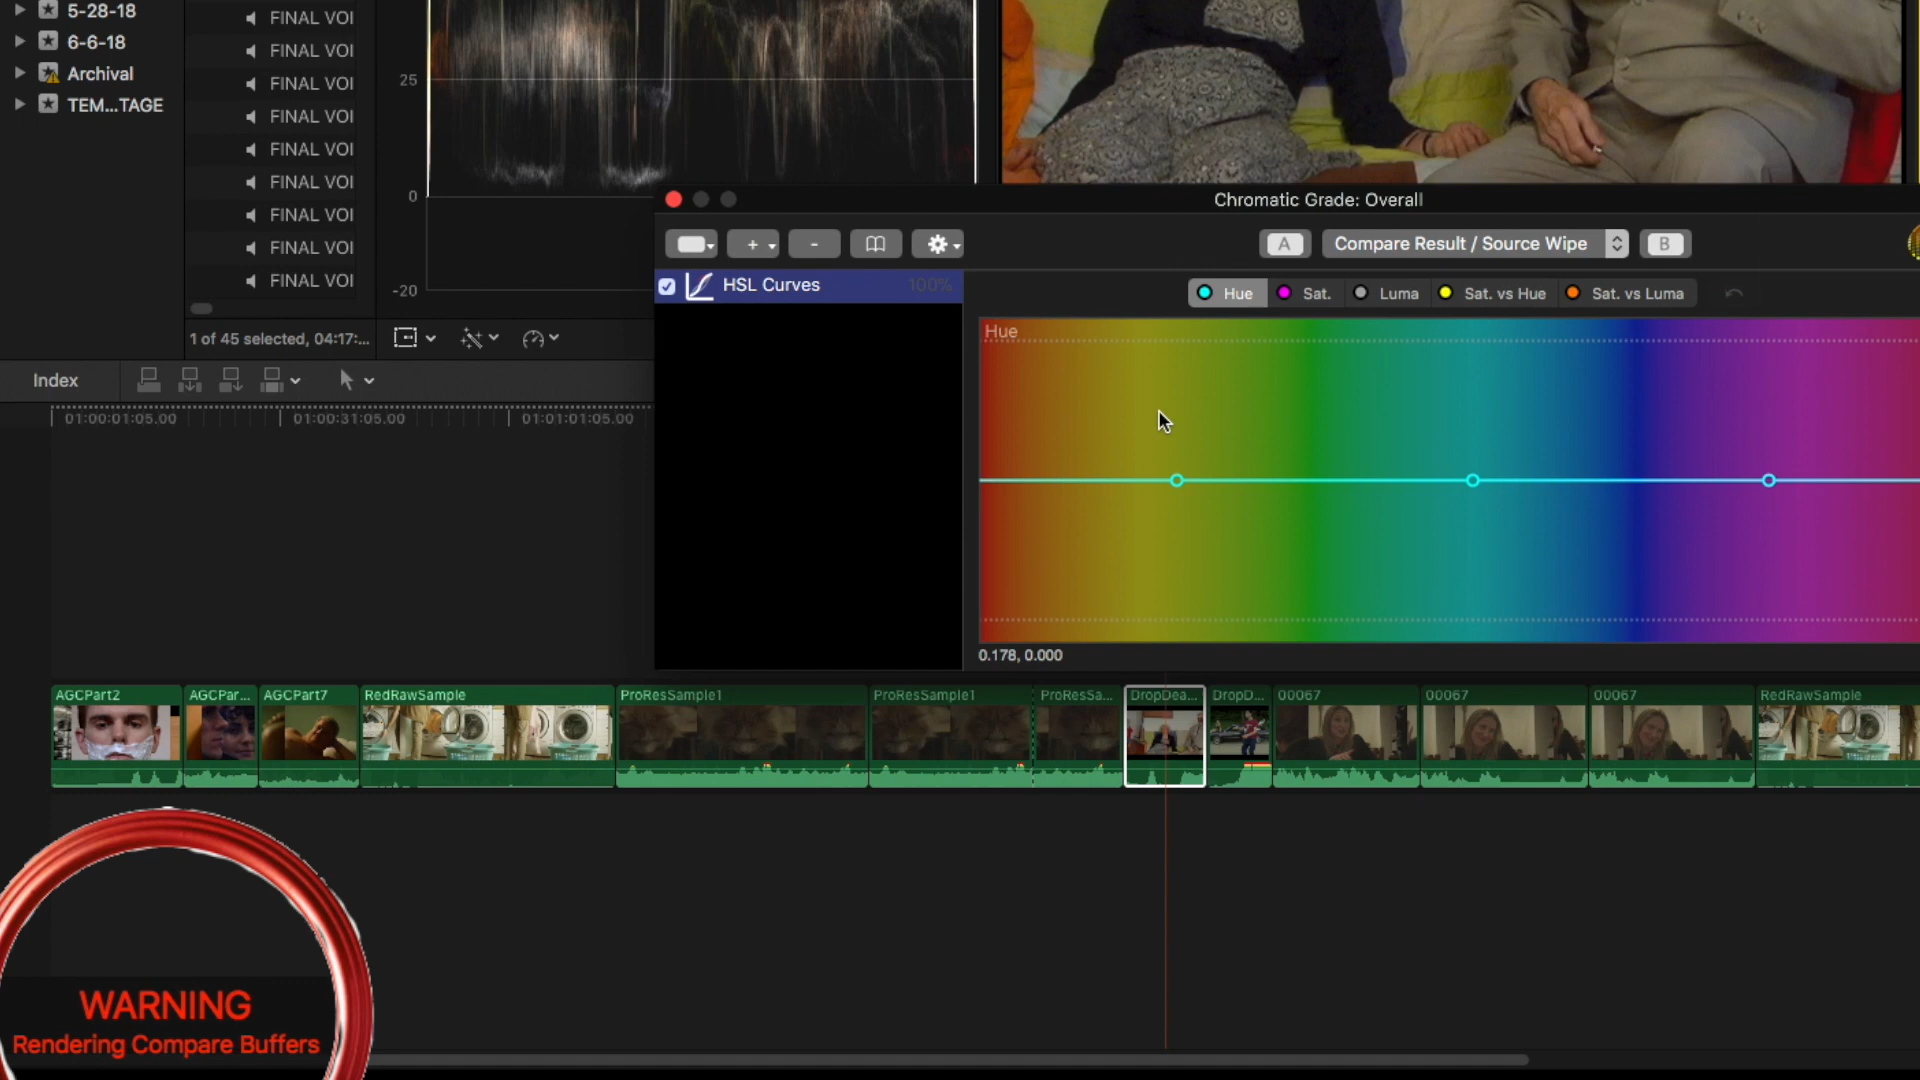 5-28-18
6-6-18
Archival
TEM...TAGE
FINAL VOI
FINAL VOI
FINAL VOI
FINAL VOI
FINAL VOI
FINAL VOI
FINAL VOI
FINAL VOI
FINAL VOI
1 of 45 selected, 04:17:...
25
0
-20
Chromatic Grade: Overall
+
-
A
Compare Result / Source Wipe
B
HSL Curves
100%
Hue
Sat.
Luma
Sat. vs Hue
Sat. vs Luma
Hue
0.178, 0.000
Index
01:00:01:05.00
01:00:31:05.00
01:01:01:05.00
AGCPart2
AGCPar...
AGCPart7
RedRawSample
ProResSample1
ProResSample1
ProResSa...
DropDea...
DropD...
00067
00067
00067
RedRawSample
WARNING
Rendering Compare Buffers